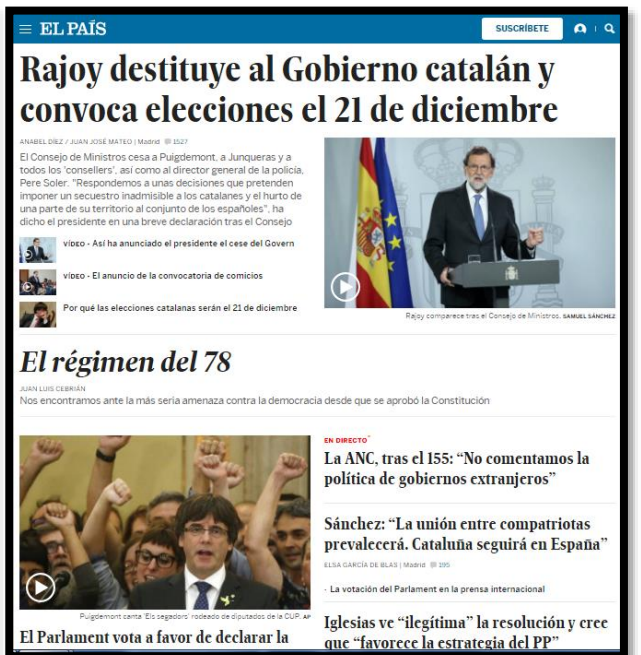 EL PAÍS
SUSCRÍBETE
Rajoy destituye al Gobierno catalán y
convoca elecciones el 21 de diciembre
ANABEL DÍEZ / JUAN JOSÉ MATEO | Madrid 1527
El Consejo de Ministros cesa a Puigdemont, a Junqueras y a
todos los 'consellers', así como al director general de la policía,
Pere Soler. "Respondemos a unas decisiones que pretenden
imponer un secuestro inadmisible a los catalanes y el hurto de
una parte de su territorio al conjunto de los españoles", ha
dicho el presidente en una breve declaración tras el Consejo
VÍDEO - Así ha anunciado el presidente el cese del Govern
VÍDEO - El anuncio de la convocatoria de comicios
Por qué las elecciones catalanas serán el 21 de diciembre
Rajoy comparece tras el Consejo de Ministros. SAMUEL SÁNCHEZ
El régimen del 78
JUAN LUIS CEBRIÁN
Nos encontramos ante la más seria amenaza contra la democracia desde que se aprobó la Constitución
Puigdemont canta 'Els segadors' rodeado de diputados de la CUP. AP
El Parlament vota a favor de declarar la
EN DIRECTO
La ANC, tras el 155: “No comentamos la
política de gobiernos extranjeros”
Sánchez: “La unión entre compatriotas
prevalecerá. Cataluña seguirá en España”
ELSA GARCÍA DE BLAS | Madrid 195
- La votación del Parlament en la prensa internacional
Iglesias ve “ilegítima” la resolución y cree
que “favorece la estrategia del PP”